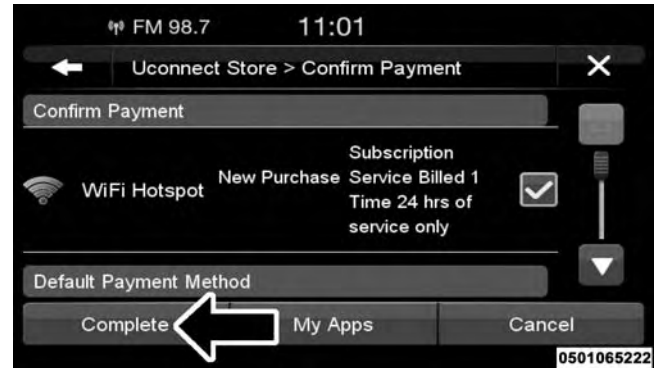 FM 98.7 11:01
Uconnect Store > Confirm Payment
Confirm Payment
WiFi Hotspot New Purchase Subscription
Service Billed 1
Time 24 hrs of
service only
Default Payment Method
Complete My Apps Cancel
0501065222